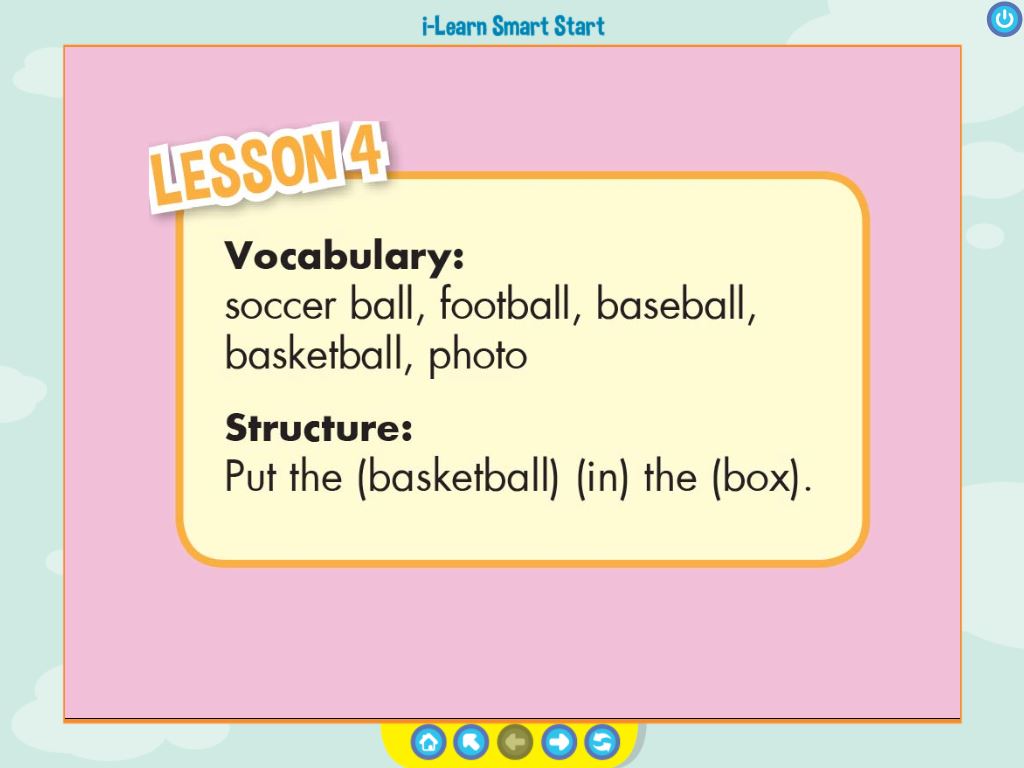 i-Learn Smart Start
LESSON 4
Vocabulary:
soccer ball, football, baseball,
basketball, photo
Structure:
Put the (basketball) (in) the (box).